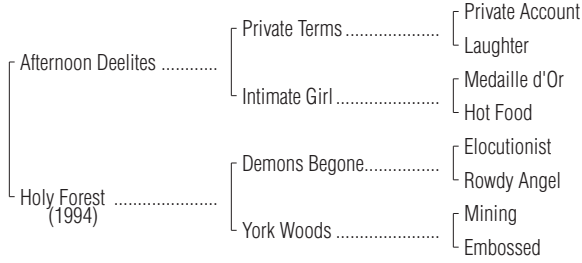 Private Account
Private Terms ....................
Laughter
Afternoon Deelites ............
Medaille d'Or
Intimate Girl ......................
Hot Food
Elocutionist
Demons Begone................
Rowdy Angel
Holy Forest ......................
(1994)
Mining
York Woods ......................
Embossed